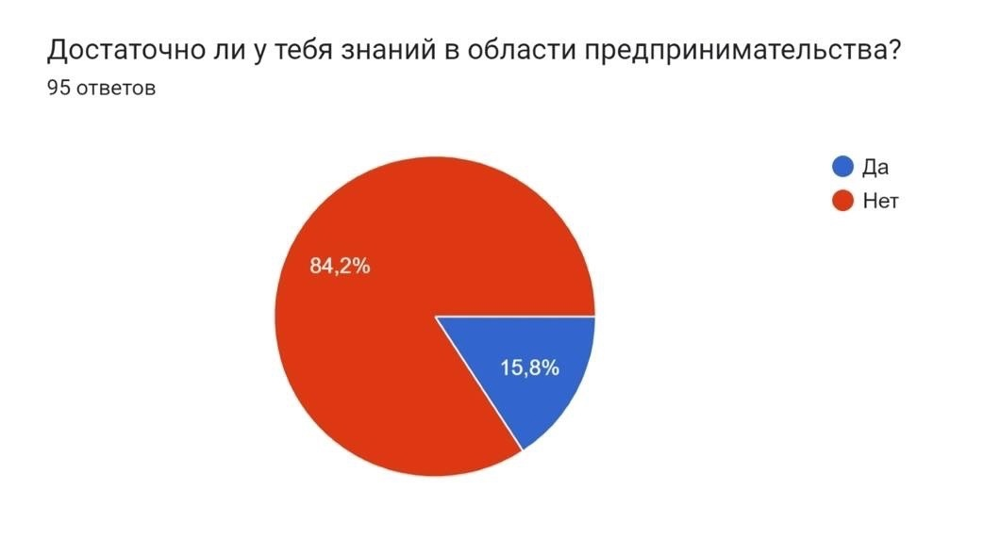 Достаточно ли у тебя знаний в области предпринимательства?
95 ответов
Да
Нет
84,2%
15,8%